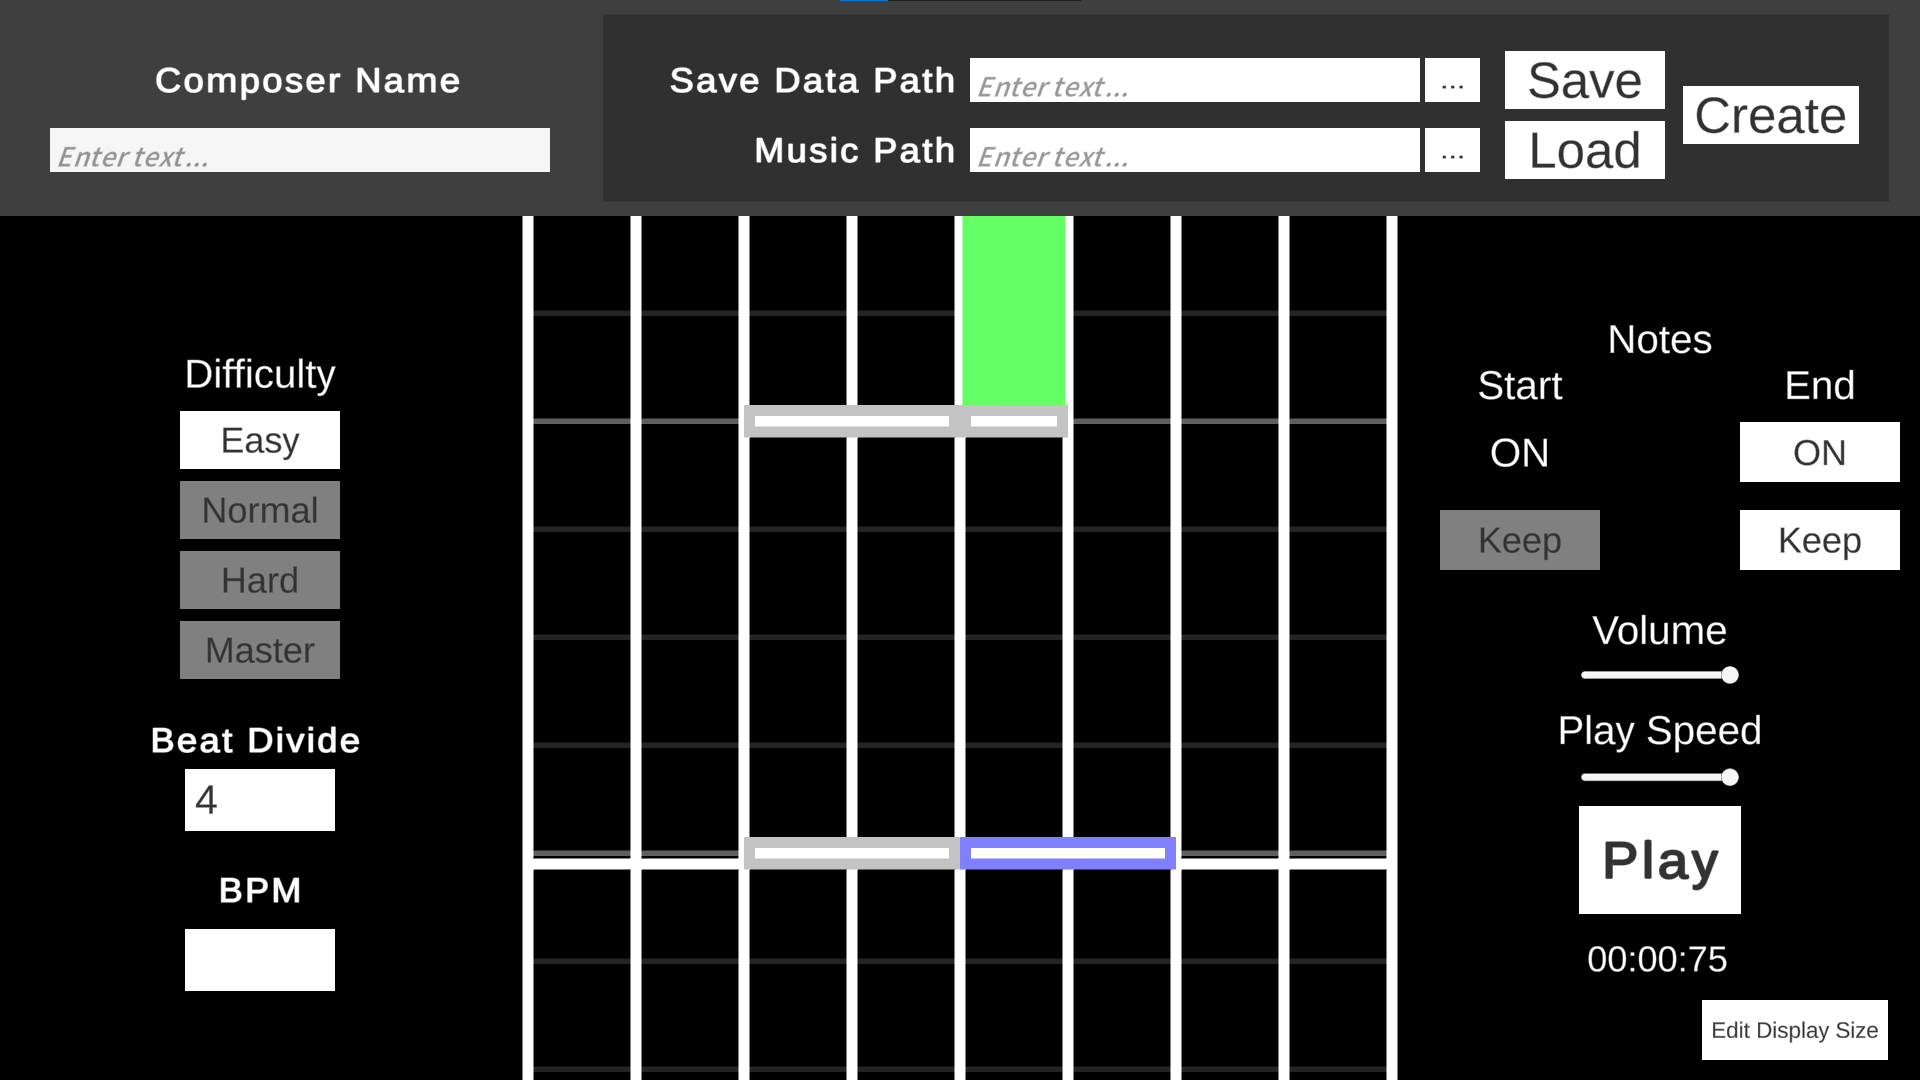 Composer Name
Enter text...
Save Data Path
Enter text...
...
Save
Music Path
Enter text...
...
Load
Create
Difficulty
Easy
Normal
Hard
Master
Beat Divide
4
BPM
Notes
Start
End
ON
ON
Keep
Keep
Volume
Play Speed
Play
00:00:75
Edit Display Size